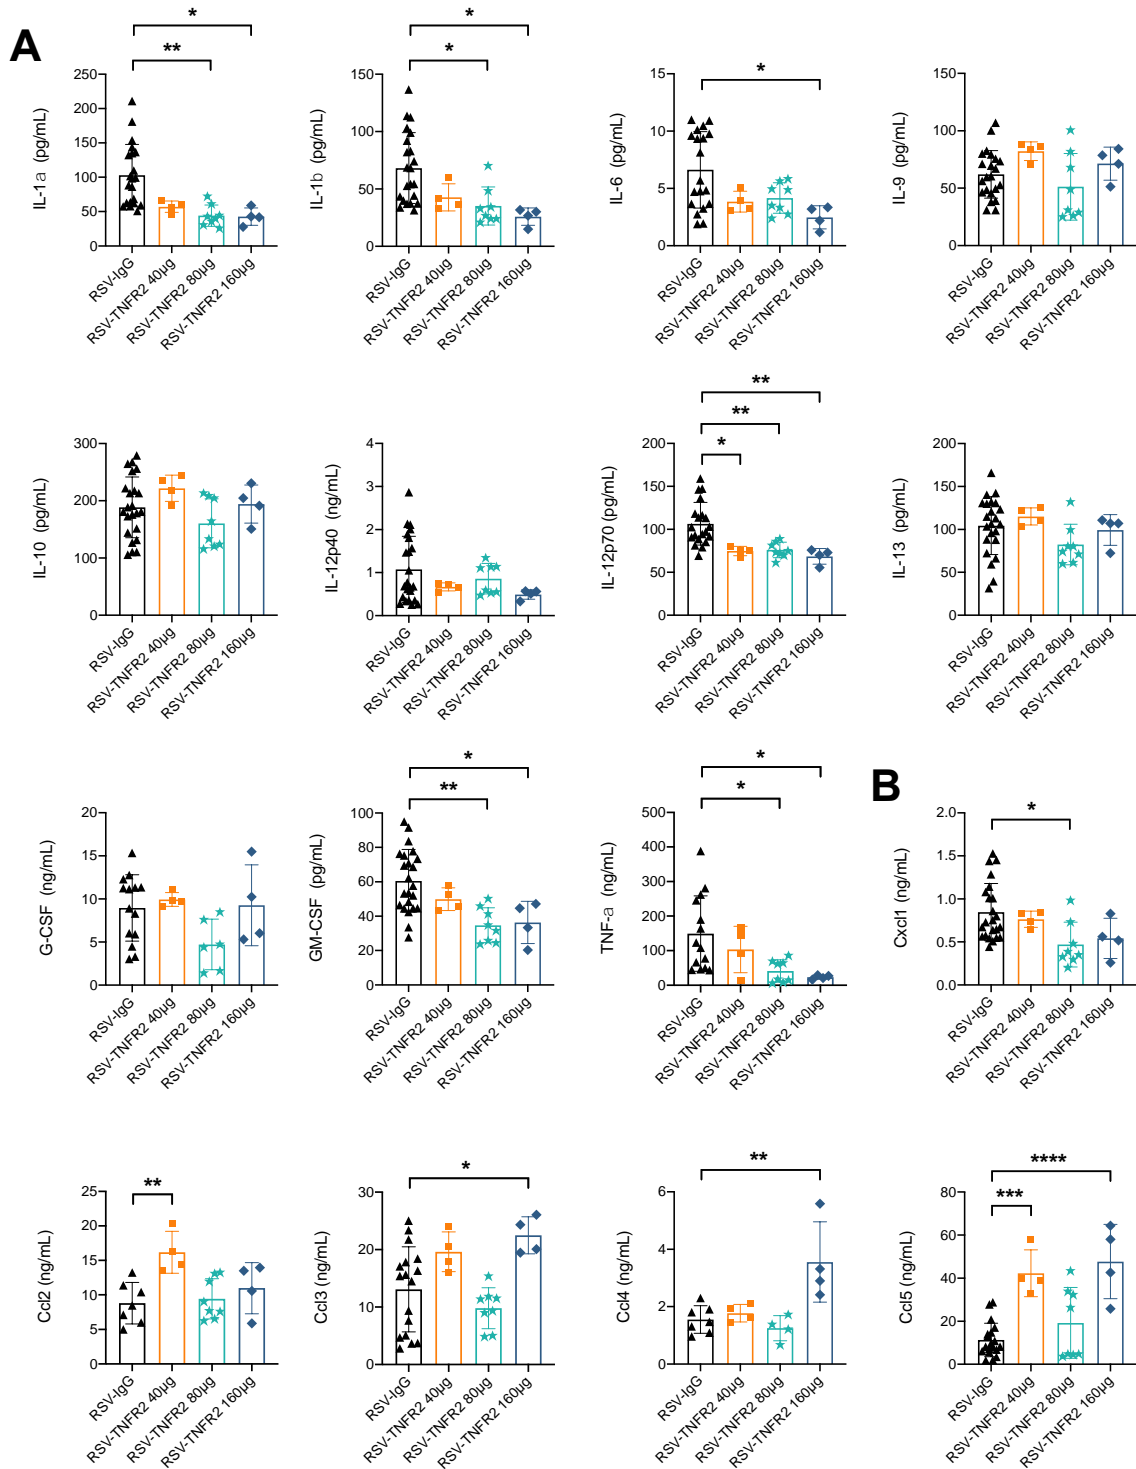 A
* * * * *
** *
IL-1a (pg/mL)
250
200
150
100
50
0
RSV-IgG
RSV-TNFR2 40µg
RSV-TNFR2 80µg
RSV-TNFR2 160µg
IL-1b (pg/mL)
150
100
50
0
RSV-IgG
RSV-TNFR2 40µg
RSV-TNFR2 80µg
RSV-TNFR2 160µg
IL-6 (pg/mL)
15
10
5
0
RSV-IgG
RSV-TNFR2 40µg
RSV-TNFR2 80µg
RSV-TNFR2 160µg
IL-9 (pg/mL)
150
100
50
0
RSV-IgG
RSV-TNFR2 40µg
RSV-TNFR2 80µg
RSV-TNFR2 160µg
IL-10 (pg/mL)
300
200
100
0
RSV-IgG
RSV-TNFR2 40µg
RSV-TNFR2 80µg
RSV-TNFR2 160µg
IL-12p40 (ng/mL)
4
3
2
1
0
RSV-IgG
RSV-TNFR2 40µg
RSV-TNFR2 80µg
RSV-TNFR2 160µg
**
**
*
IL-12p70 (pg/mL)
200
150
100
50
0
RSV-IgG
RSV-TNFR2 40µg
RSV-TNFR2 80µg
RSV-TNFR2 160µg
IL-13 (pg/mL)
200
150
100
50
0
RSV-IgG
RSV-TNFR2 40µg
RSV-TNFR2 80µg
RSV-TNFR2 160µg
G-CSF (ng/mL)
20
15
10
5
0
RSV-IgG
RSV-TNFR2 40µg
RSV-TNFR2 80µg
RSV-TNFR2 160µg
*
**
GM-CSF (pg/mL)
100
80
60
40
20
0
RSV-IgG
RSV-TNFR2 40µg
RSV-TNFR2 80µg
RSV-TNFR2 160µg
*
*
TNF-a (ng/mL)
500
400
300
200
100
0
RSV-IgG
RSV-TNFR2 40µg
RSV-TNFR2 80µg
RSV-TNFR2 160µg
B
*
Cxcl1 (ng/mL)
2.0
1.5
1.0
0.5
0.0
RSV-IgG
RSV-TNFR2 40µg
RSV-TNFR2 80µg
RSV-TNFR2 160µg
**
Ccl2 (ng/mL)
25
20
15
10
5
0
RSV-IgG
RSV-TNFR2 40µg
RSV-TNFR2 80µg
RSV-TNFR2 160µg
*
Ccl3 (ng/mL)
30
20
10
0
RSV-IgG
RSV-TNFR2 40µg
RSV-TNFR2 80µg
RSV-TNFR2 160µg
**
Ccl4 (ng/mL)
6
4
2
0
RSV-IgG
RSV-TNFR2 40µg
RSV-TNFR2 80µg
RSV-TNFR2 160µg
****
***
Ccl5 (ng/mL)
80
60
40
20
0
RSV-IgG
RSV-TNFR2 40µg
RSV-TNFR2 80µg
RSV-TNFR2 160µg